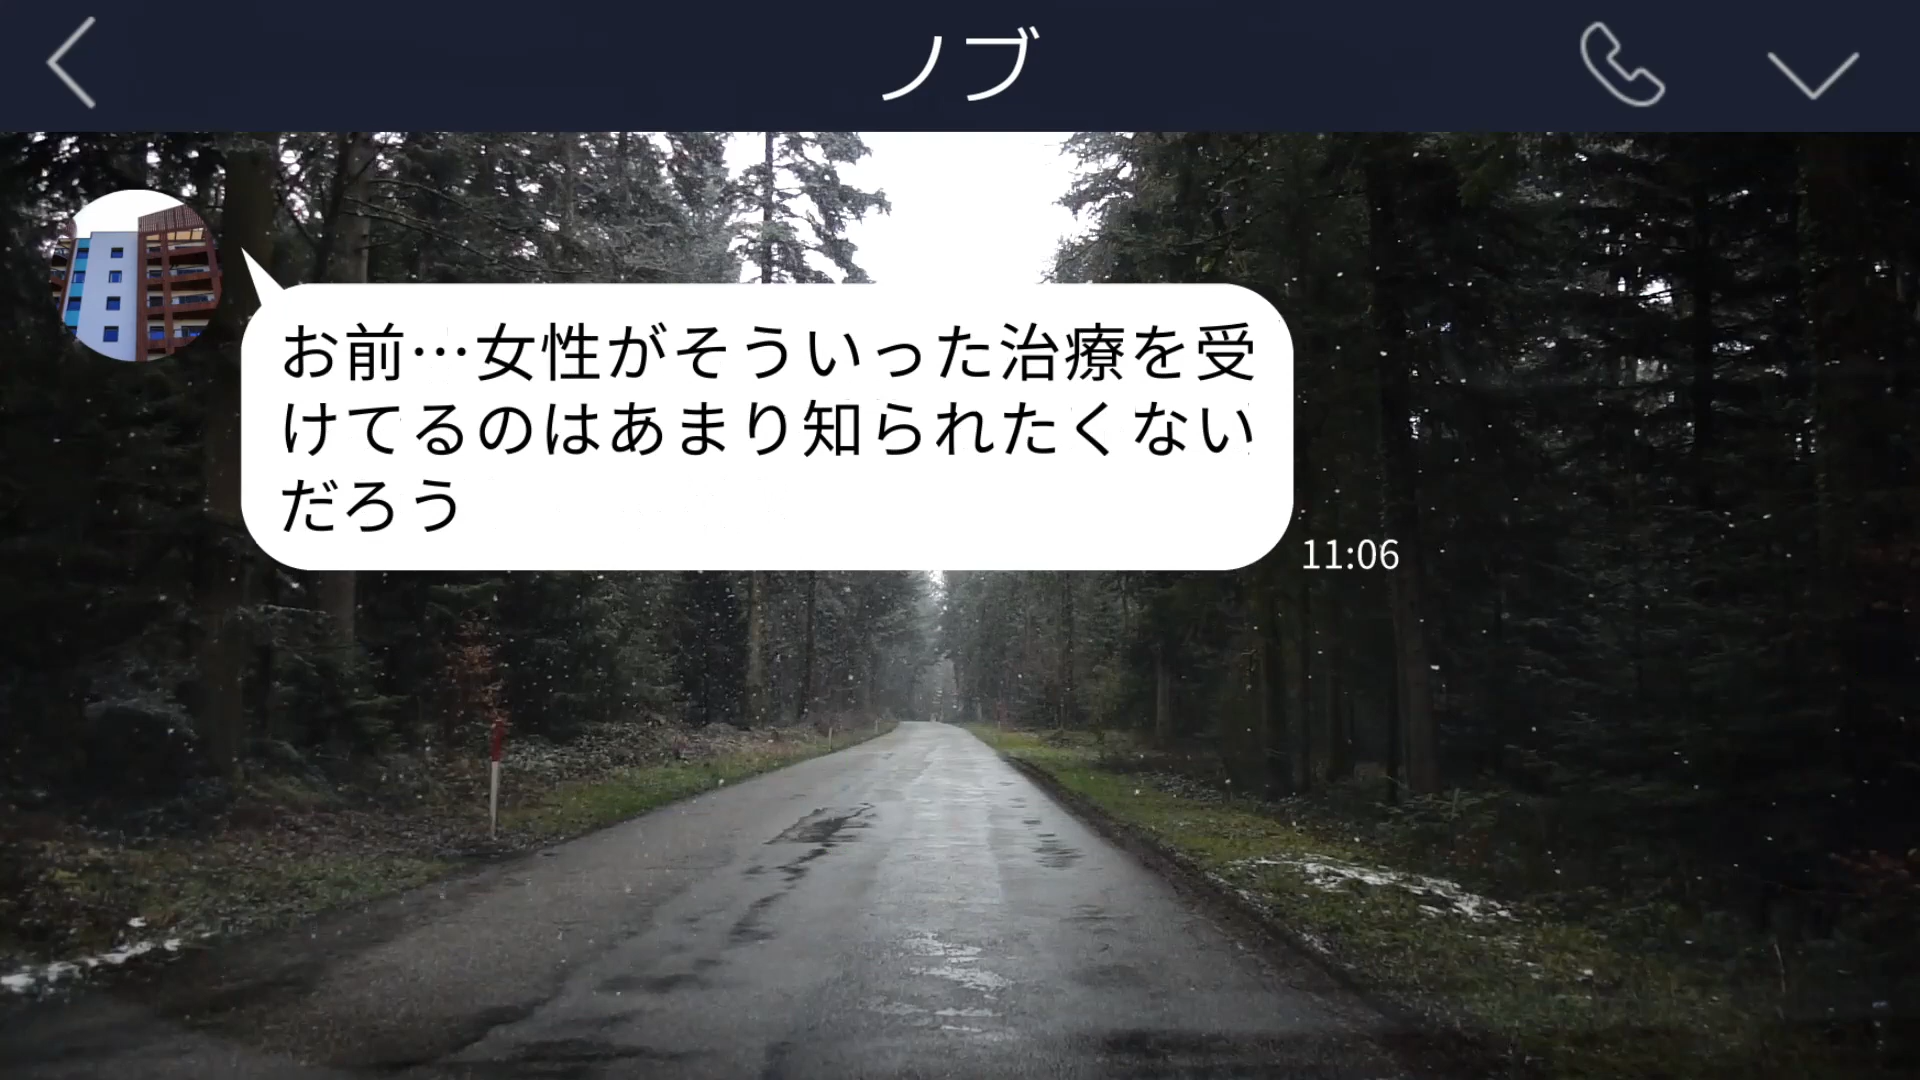 ノブ
お前…女性がそういった治療を受
けてるのはあまり知られたくない
だろう
11:06